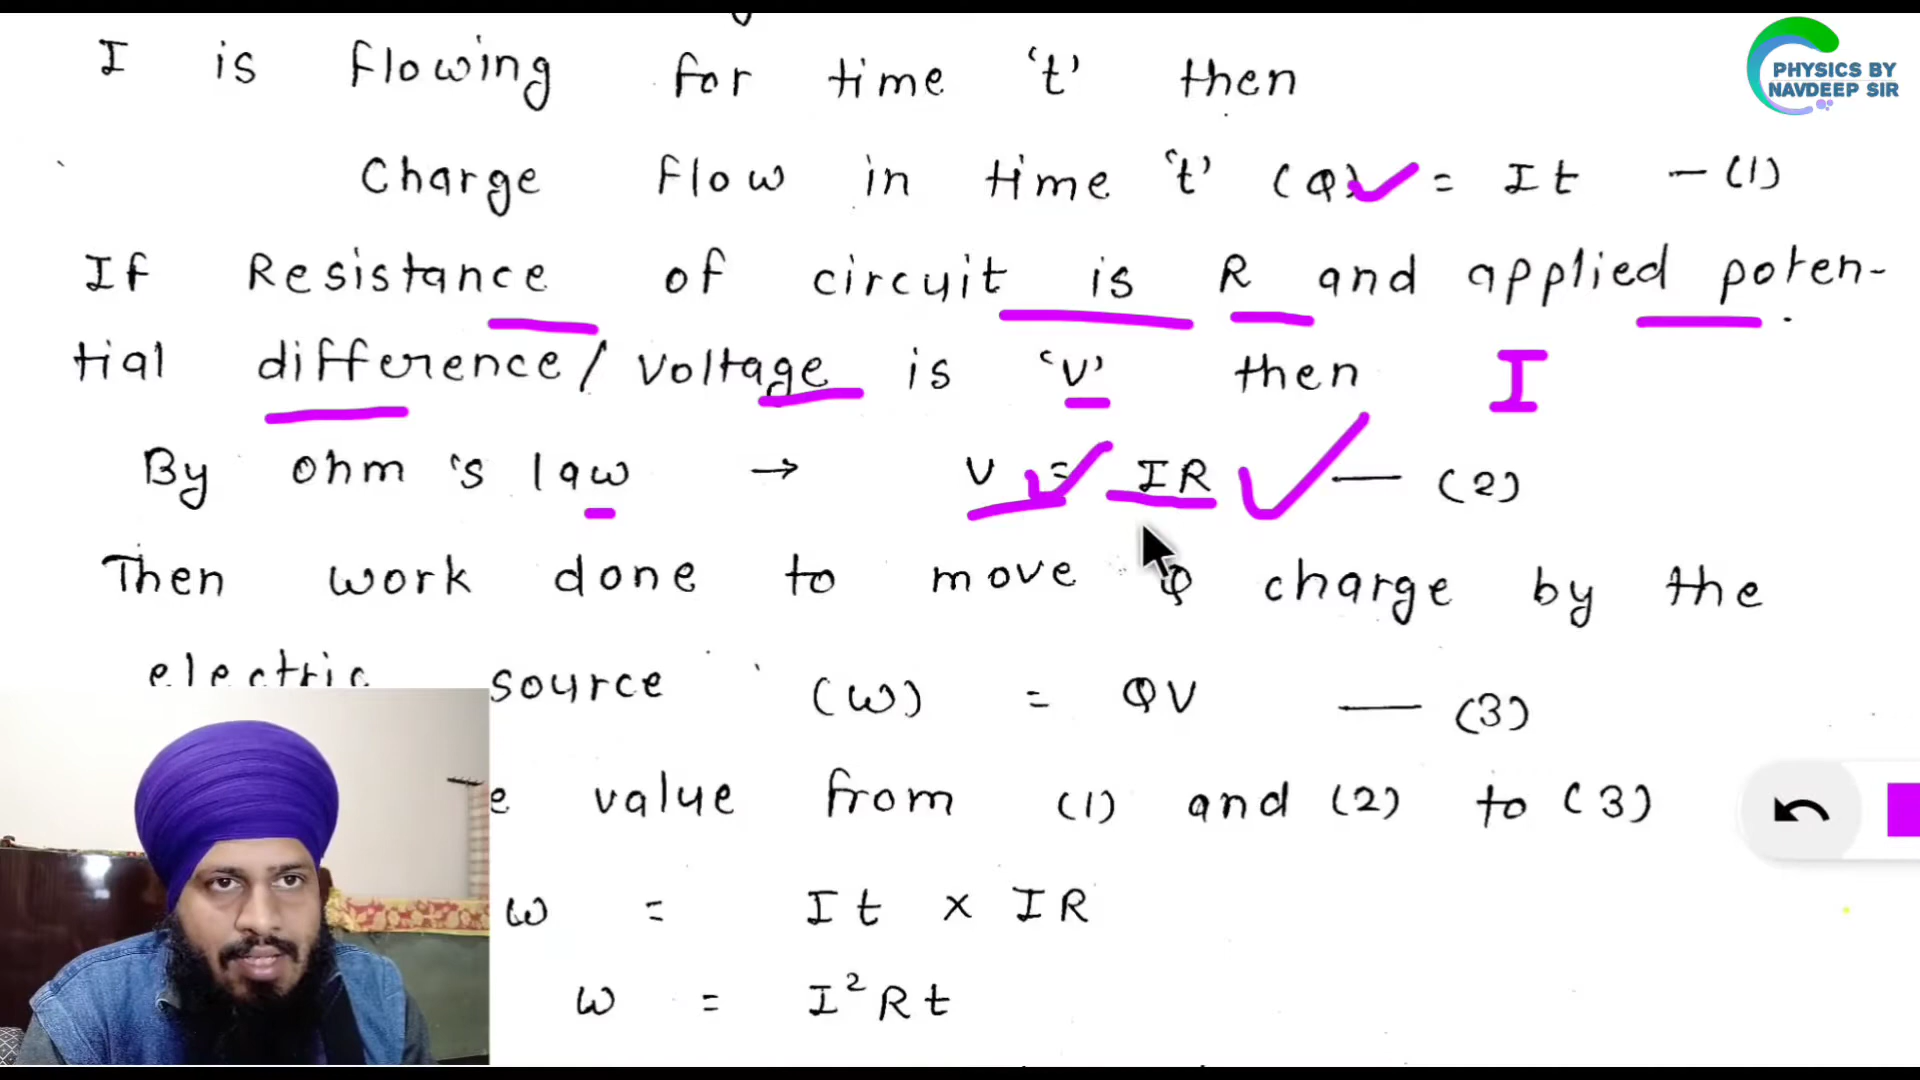 I is flowing for time 't' then
PHYSICS BY
NAVDEEP SIR
Charge flow in time 't' (Q) = It — (1)
If Resistance of circuit is R and applied poten-
tial difference/voltage is 'V' then I
By ohm's law → V = IR — (2)
Then work done to move Q charge by the
electric source (W) = QV — (3)
value from (1) and (2) to (3)
W = It × IR
W = I²Rt